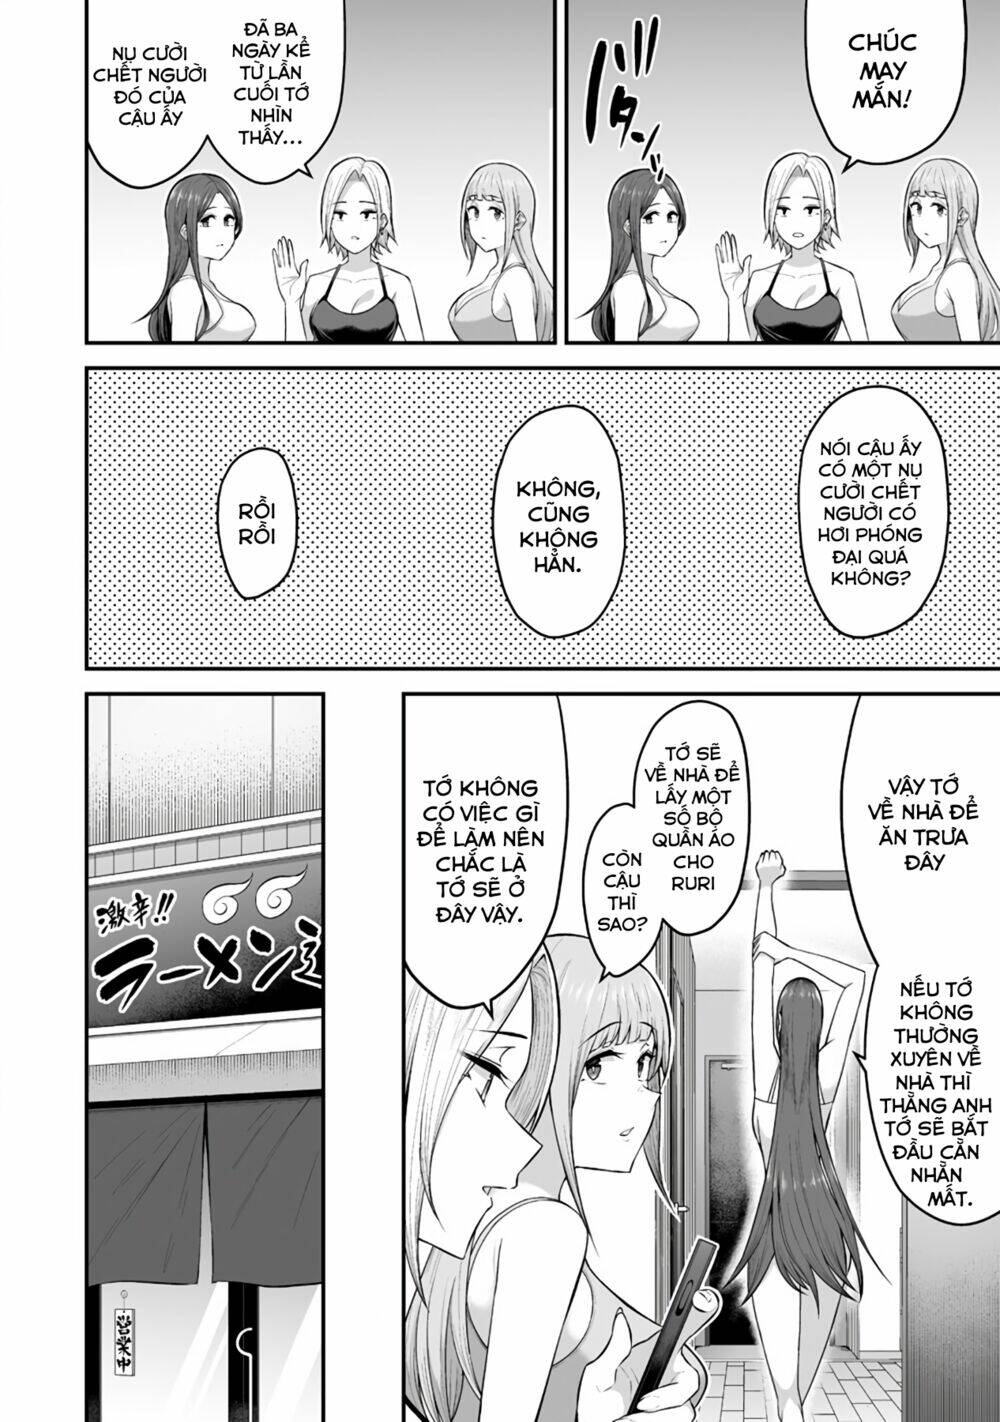 CHÚC
MAY
MẮN!
バタン
ĐÃ BA
NGÀY KỂ
TỪ LẦN
CUỐI TỚ
NHÌN
THẤY...
NỤ CƯỜI
CHẾT NGƯỜI
ĐÓ CỦA
CẬU ẤY
NÓI CẬU ẤY
CÓ MỘT NỤ
CƯỜI CHẾT
NGƯỜI CÓ
HƠI PHÓNG
ĐẠI QUÁ
KHÔNG?
KHÔNG,
CŨNG
KHÔNG
HẲN.
RỒI
RỒI
VẬY TỚ
VỀ NHÀ ĐỂ
ĂN TRƯA
ĐÂY
NẾU TỚ
KHÔNG
THƯỜNG
XUYÊN VỀ
NHÀ THÌ
THẰNG ANH
TỚ SẼ BẮT
ĐẦU CẰN
NHẰN
MẤT.
TỚ SẼ
VỀ NHÀ ĐỂ
LẤY MỘT
SỐ BỘ
QUẦN ÁO
CHO
RURI
CÒN
CẬU THÌ
SAO?
TỚ KHÔNG
CÓ VIỆC GÌ
ĐỂ LÀM NÊN
CHẮC LÀ
TỚ SẼ Ở
ĐÂY VẬY.
激辛!!
ラーメン道
営業中